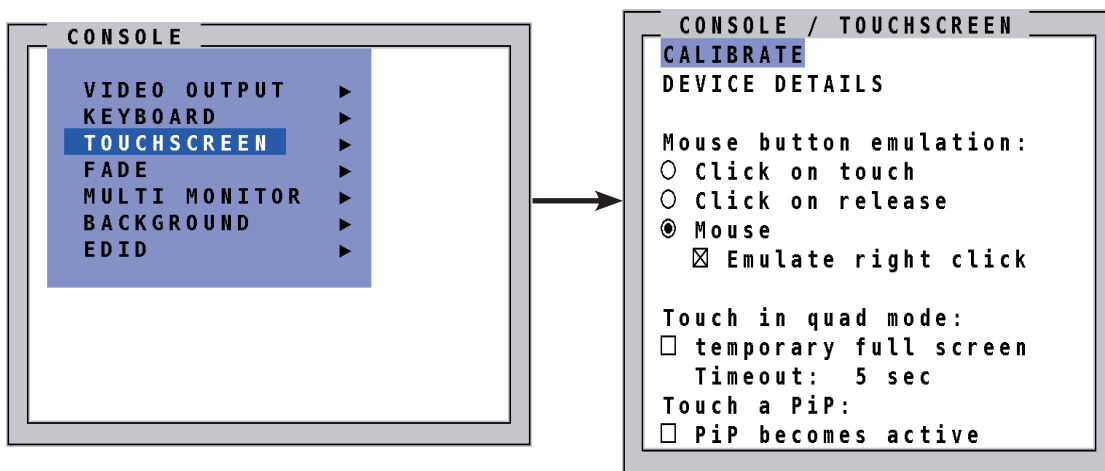 CONSOLE
VIDEO OUTPUT ▶
KEYBOARD ▶
TOUCHSCREEN ▶
FADE ▶
MULTI MONITOR ▶
BACKGROUND ▶
EDID ▶
CONSOLE / TOUCHSCREEN
CALIBRATE
DEVICE DETAILS
Mouse button emulation:
Click on touch
Click on release
Mouse
Emulate right click
Touch in quad mode:
temporary full screen
Timeout: 5 sec
Touch a PiP:
PiP becomes active